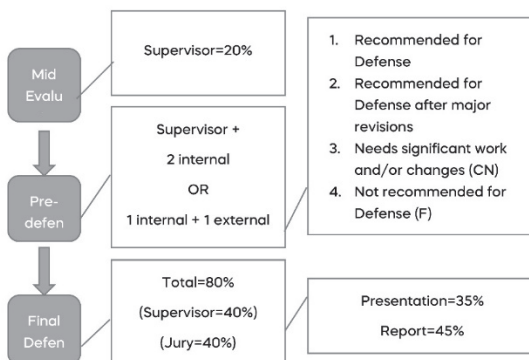 Mid
Evalu
Supervisor=20%
Pre-
defen
Supervisor +
2 internal
OR
1 internal + 1 external
1. Recommended for
Defense
2. Recommended for
Defense after major
revisions
3. Needs significant work
and/or changes (CN)
4. Not recommended for
Defense (F)
Final
Defen
Total=80%
(Supervisor=40%)
(Jury=40%)
Presentation=35%
Report=45%